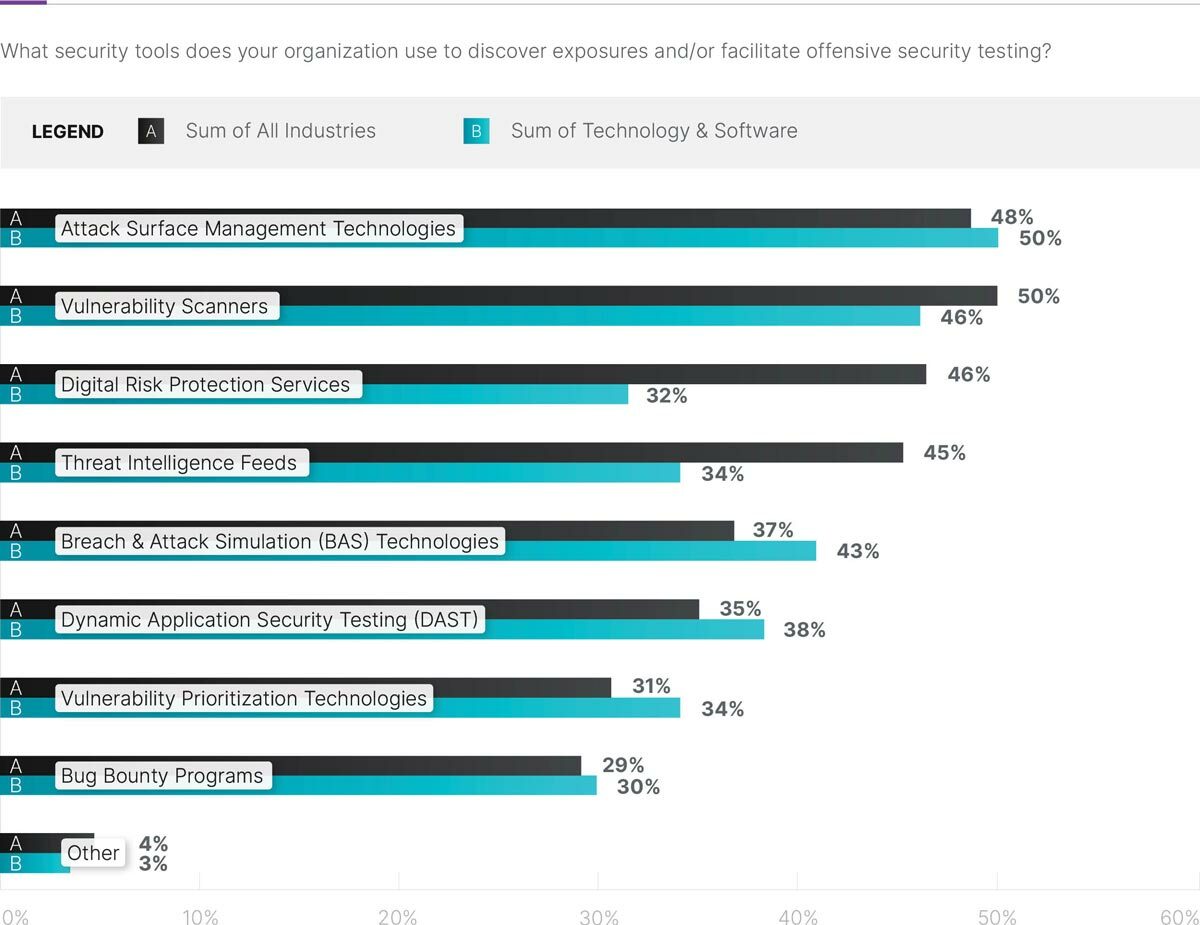 What security tools does your organization use to discover exposures and/or facilitate offensive security testing?
LEGEND A Sum of All Industries B Sum of Technology & Software
A 48%
Attack Surface Management Technologies
B 50%
A 50%
Vulnerability Scanners
B 46%
A 46%
Digital Risk Protection Services
B 32%
A 45%
Threat Intelligence Feeds
B 34%
A 37%
Breach & Attack Simulation (BAS) Technologies
B 43%
A 35%
Dynamic Application Security Testing (DAST)
B 38%
A 31%
Vulnerability Prioritization Technologies
B 34%
A 29%
Bug Bounty Programs
B 30%
A 4%
Other
B 3%
0% 10% 20% 30% 40% 50% 60%